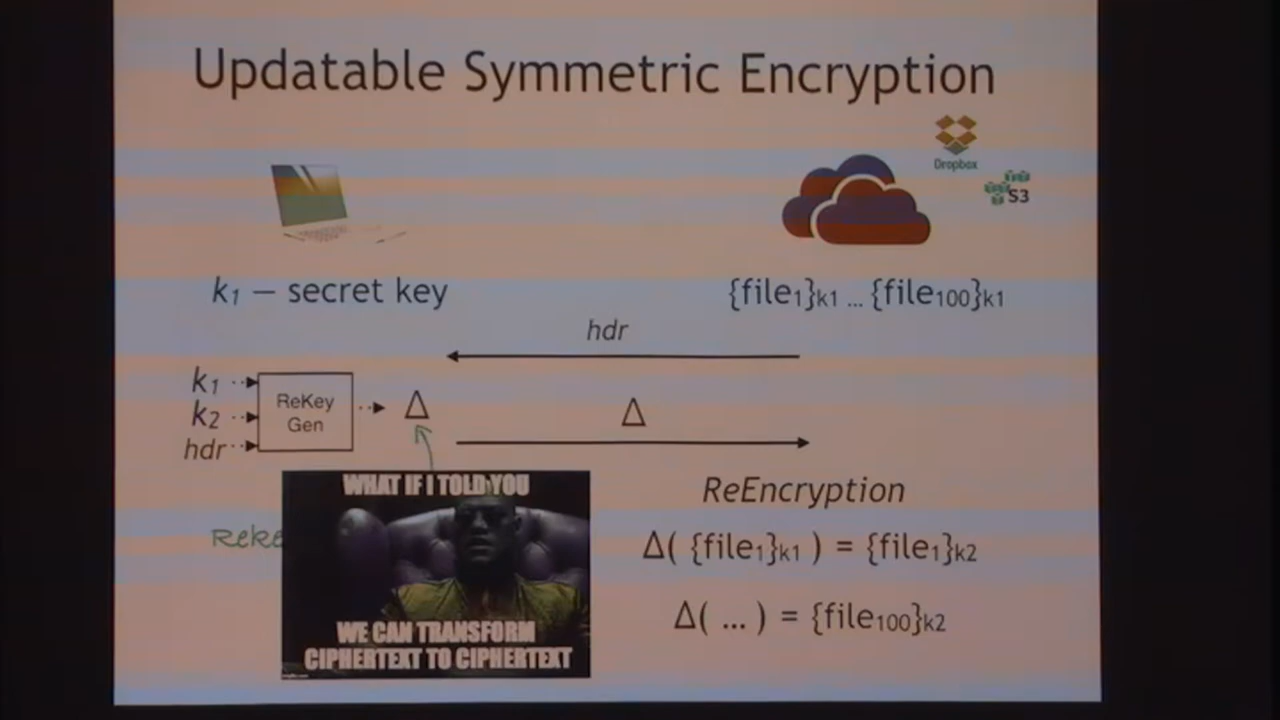 Updatable Symmetric Encryption
Dropbox
S3
k₁ – secret key
{file₁}k1 ... {file₁₀₀}k1
hdr
k₁
k₂
hdr
ReKey
Gen
Δ
Δ
WHAT IF I TOLD YOU
WE CAN TRANSFORM
CIPHERTEXT TO CIPHERTEXT
ReEncryption
Δ( {file₁}k1 ) = {file₁}k2
Δ( ... ) = {file₁₀₀}k2